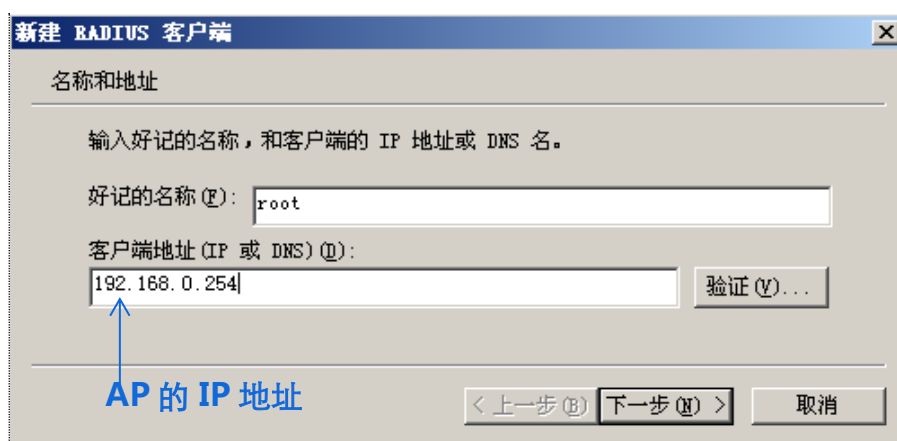 新建 RADIUS 客户端
名称和地址
输入好记的名称，和客户端的 IP 地址或 DNS 名。
好记的名称(F): root
客户端地址(IP 或 DNS)(D):
192.168.0.254 验证(V)...
AP 的 IP 地址
< 上一步(B) 下一步(N) > 取消